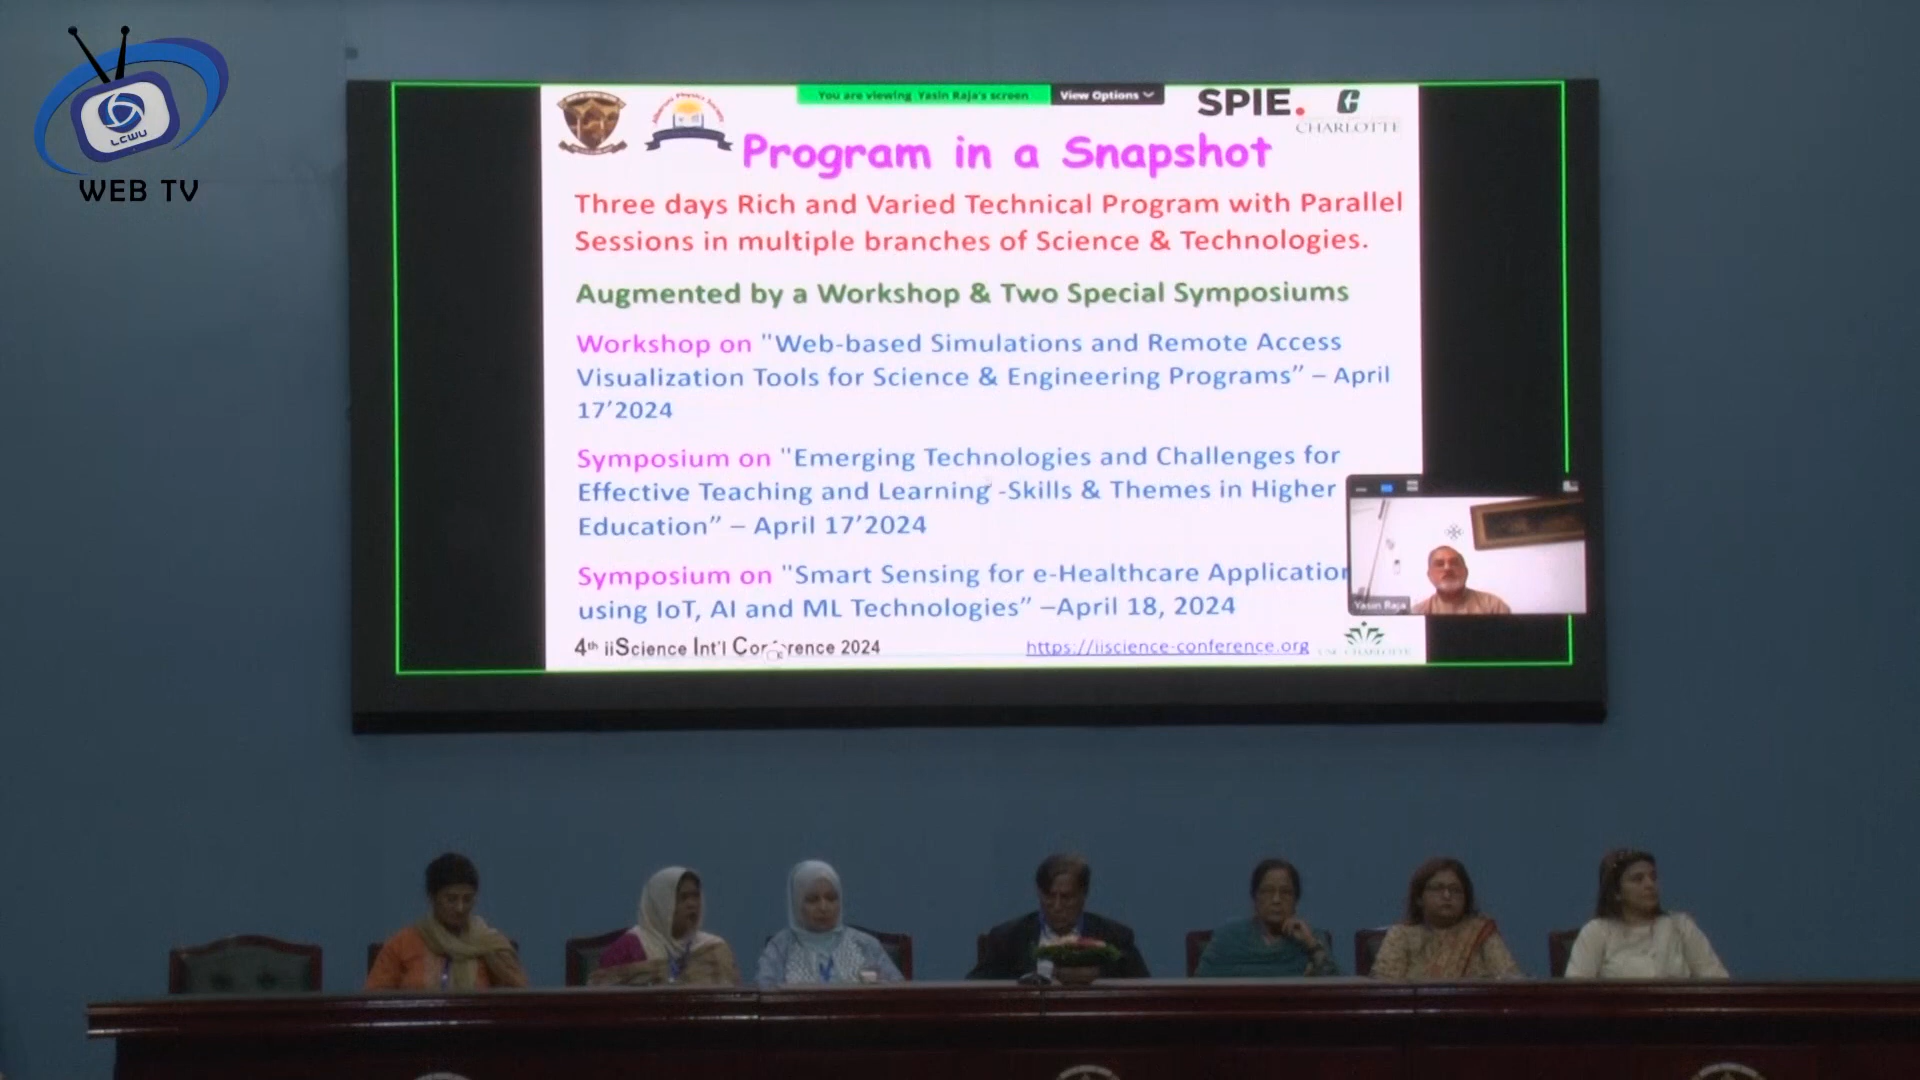 LCWU
WEB TV
You are viewing Yasin Raja's screen
View Options
SPIE.
CHARLOTTE
Program in a Snapshot
Three days Rich and Varied Technical Program with Parallel
Sessions in multiple branches of Science & Technologies.
Augmented by a Workshop & Two Special Symposiums
Workshop on "Web-based Simulations and Remote Access
Visualization Tools for Science & Engineering Programs” – April
17’2024
Symposium on "Emerging Technologies and Challenges for
Effective Teaching and Learning -Skills & Themes in Higher
Education” – April 17’2024
Symposium on "Smart Sensing for e-Healthcare Application
using IoT, AI and ML Technologies” –April 18, 2024
Yasin Raja
4th iiScience Int'l Conference 2024
https://iiscience-conference.org
UNC CHARLOTTE